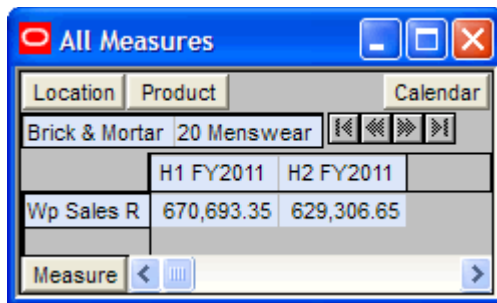 All Measures
Location Product Calendar
Brick & Mortar 20 Menswear
H1 FY2011 H2 FY2011
Wp Sales R 670,693.35 629,306.65
Measure